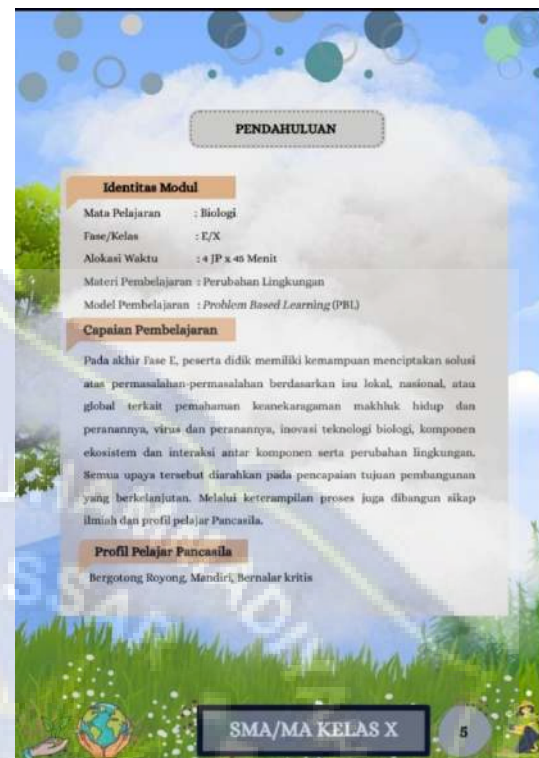 PENDAHULUAN
Identitas Modul
Mata Pelajaran : Biologi
Fase/Kelas : E/X
Alokasi Waktu : 4 JP x 45 Menit
Materi Pembelajaran : Perubahan Lingkungan
Model Pembelajaran : Problem Based Learning (PBL)
Capaian Pembelajaran
Pada akhir Fase E, peserta didik memiliki kemampuan menciptakan solusi
atas permasalahan-permasalahan berdasarkan isu lokal, nasional, atau
global terkait pemahaman keanekaragaman makhluk hidup dan
peranannya, virus dan peranannya, inovasi teknologi biologi, komponen
ekosistem dan interaksi antar komponen serta perubahan lingkungan.
Semua upaya tersebut diarahkan pada pencapaian tujuan pembangunan
yang berkelanjutan. Melalui keterampilan proses juga dibangun sikap
ilmiah dan profil pelajar Pancasila.
Profil Pelajar Pancasila
Bergotong Royong, Mandiri, Bernalar kritis
SMA/MA KELAS X
5